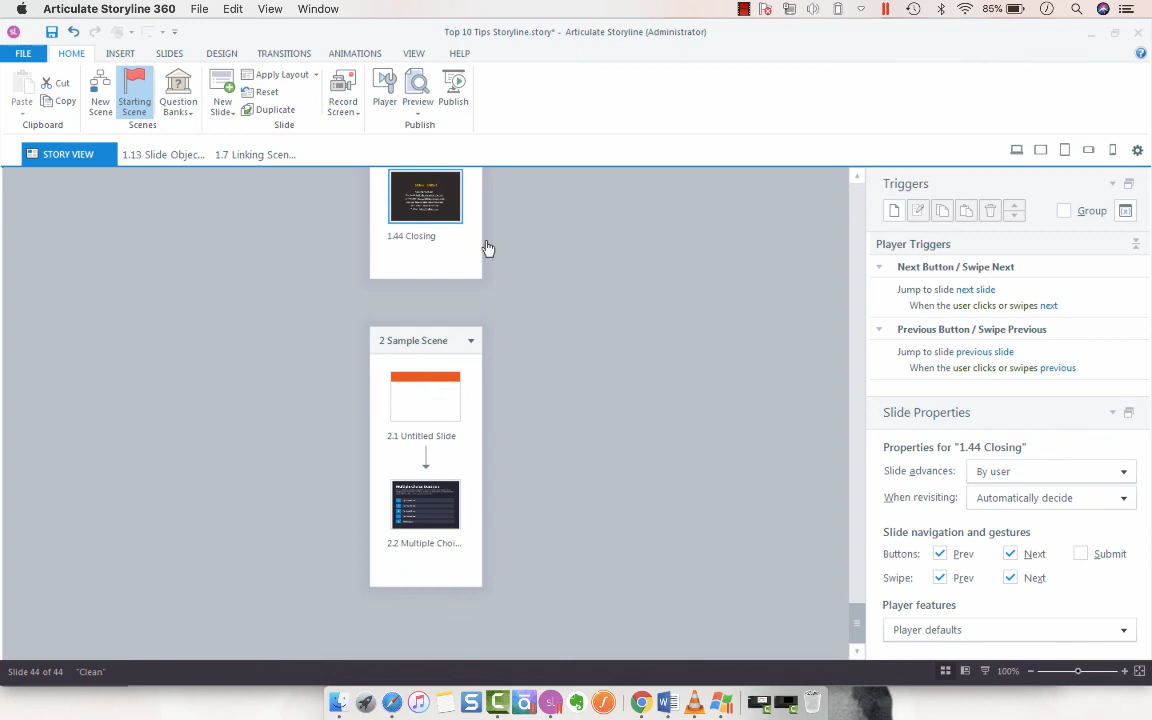 Articulate Storyline 360 File Edit View Window 85%
Top 10 Tips Storyline.story* - Articulate Storyline (Administrator)
FILE HOME INSERT SLIDES DESIGN TRANSITIONS ANIMATIONS VIEW HELP
Paste Cut Copy
Clipboard
New Scene Starting Scene Question Banks
Scenes
New Slide Apply Layout Reset Duplicate
Record Screen
Slide
Player Preview Publish
Publish
STORY VIEW 1.13 Slide Objec... 1.7 Linking Scen...
1.44 Closing
2 Sample Scene
2.1 Untitled Slide
Multiple Choice
2.2 Multiple Choi...
Triggers
Group
Player Triggers
Next Button / Swipe Next
Jump to slide next slide
When the user clicks or swipes next
Previous Button / Swipe Previous
Jump to slide previous slide
When the user clicks or swipes previous
Slide Properties
Properties for "1.44 Closing"
Slide advances: By user
When revisiting: Automatically decide
Slide navigation and gestures
Buttons: Prev Next Submit
Swipe: Prev Next
Player features
Player defaults
Slide 44 of 44 "Clean" 100%